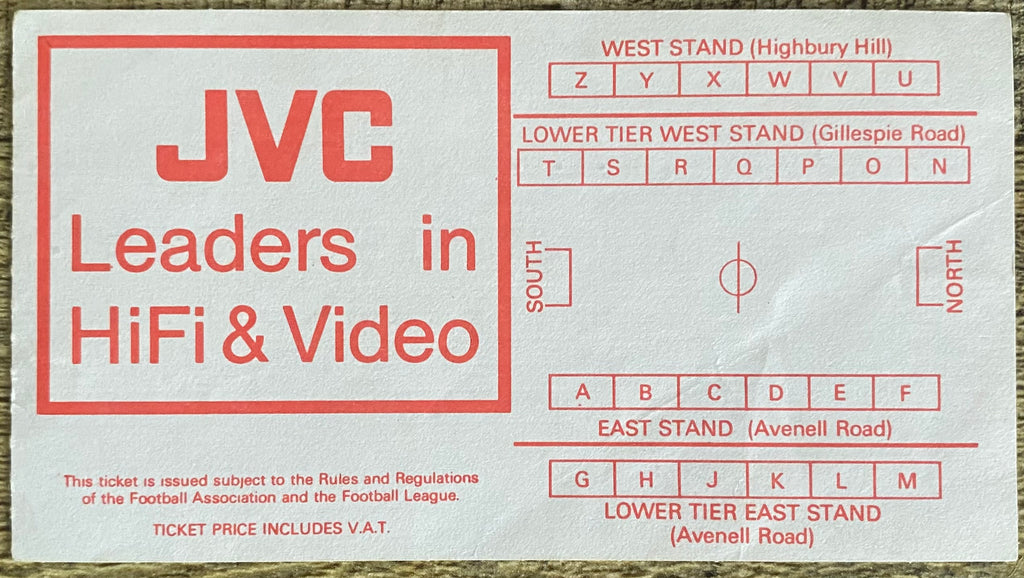 JVC
Leaders in
HiFi & Video
This ticket is issued subject to the Rules and Regulations
of the Football Association and the Football League.
TICKET PRICE INCLUDES V.A.T.
WEST STAND (Highbury Hill)
Z Y X W V U
LOWER TIER WEST STAND (Gillespie Road)
T S R Q P O N
SOUTH
NORTH
A B C D E F
EAST STAND (Avenell Road)
G H J K L M
LOWER TIER EAST STAND
(Avenell Road)